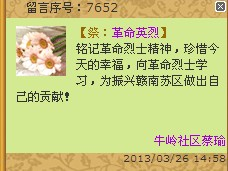 留言序号：7652
【祭：革命英烈】
铭记革命烈士精神，珍惜今
天的幸福，向革命烈士学
习，为振兴赣南苏区做出自
己的贡献！
牛岭社区蔡瑜
2013/03/26 14:58